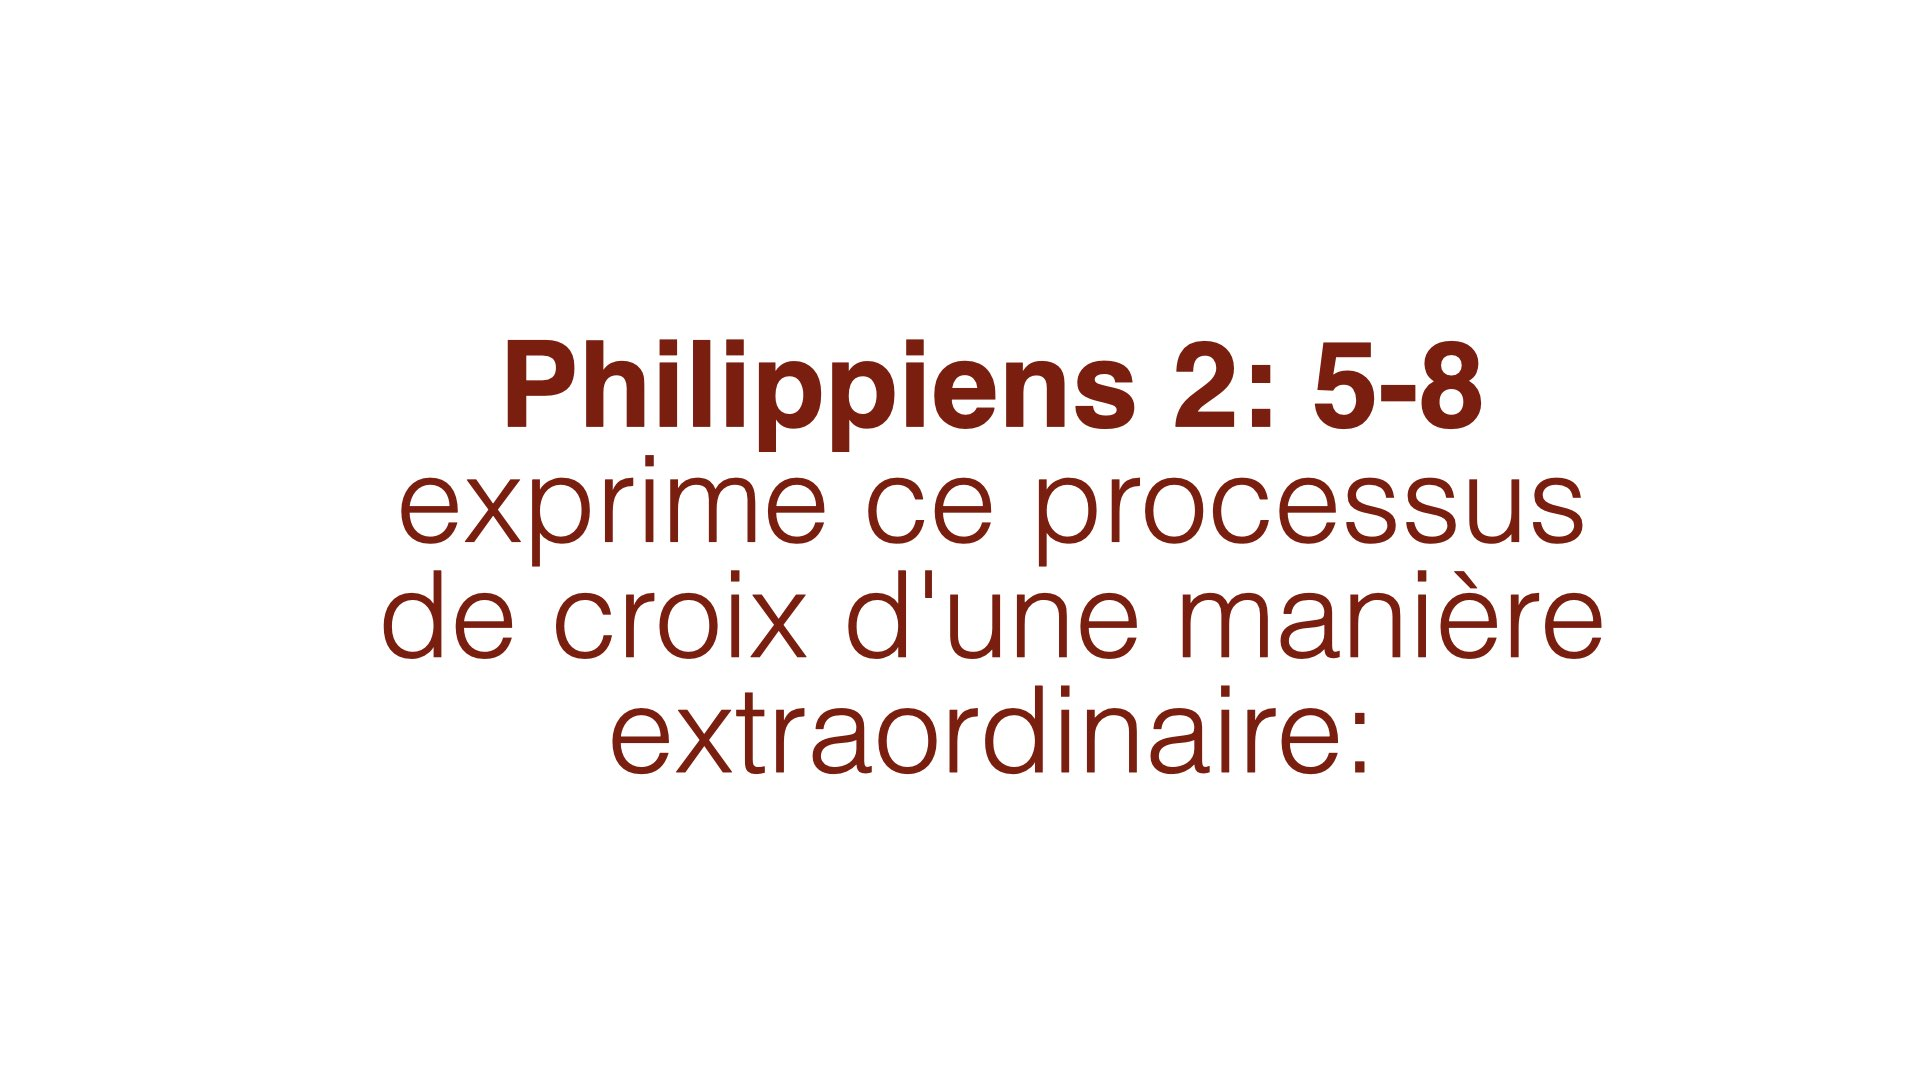 Philippiens 2: 5-8
exprime ce processus
de croix d'une manière
extraordinaire: